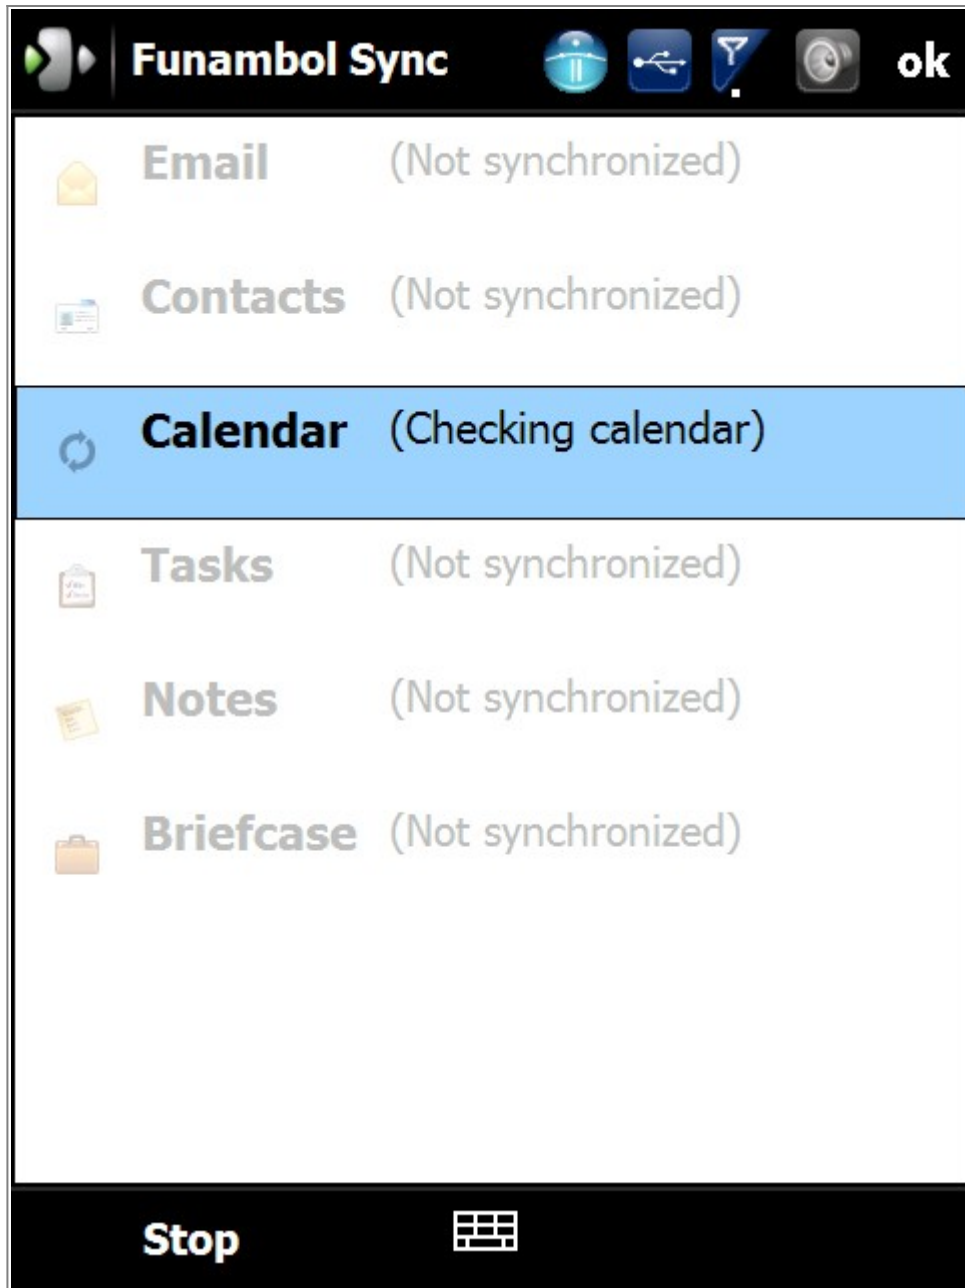 Funambol Sync ok
Email (Not synchronized)
Contacts (Not synchronized)
Calendar (Checking calendar)
Tasks (Not synchronized)
Notes (Not synchronized)
Briefcase (Not synchronized)
Stop